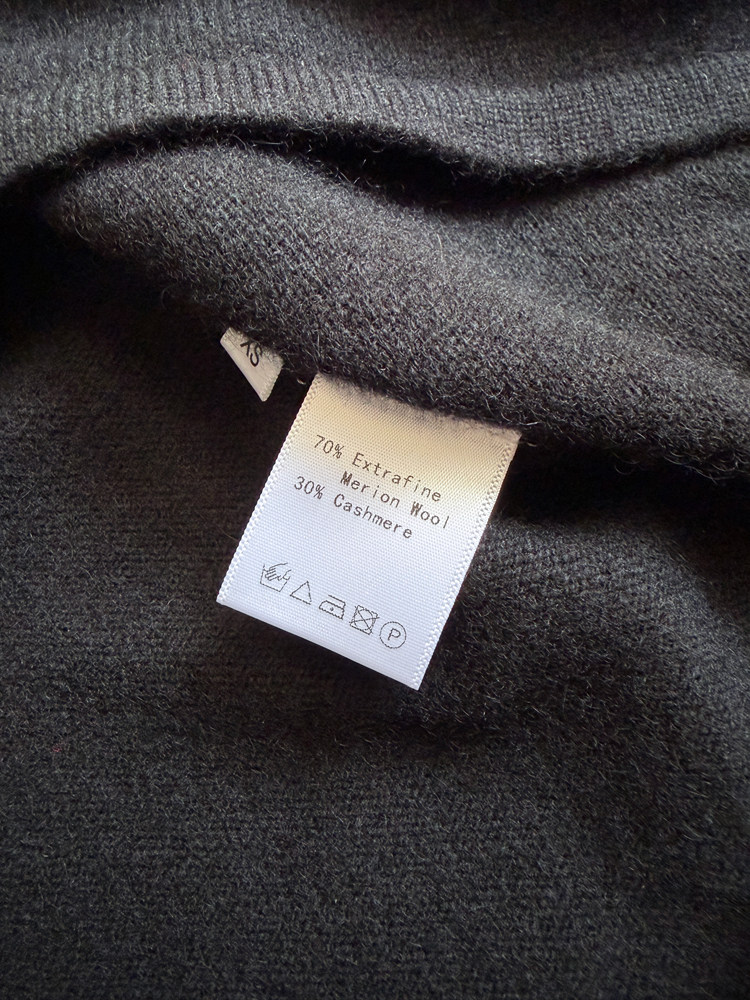 XS
70% Extrafine
Merion Wool
30% Cashmere
P